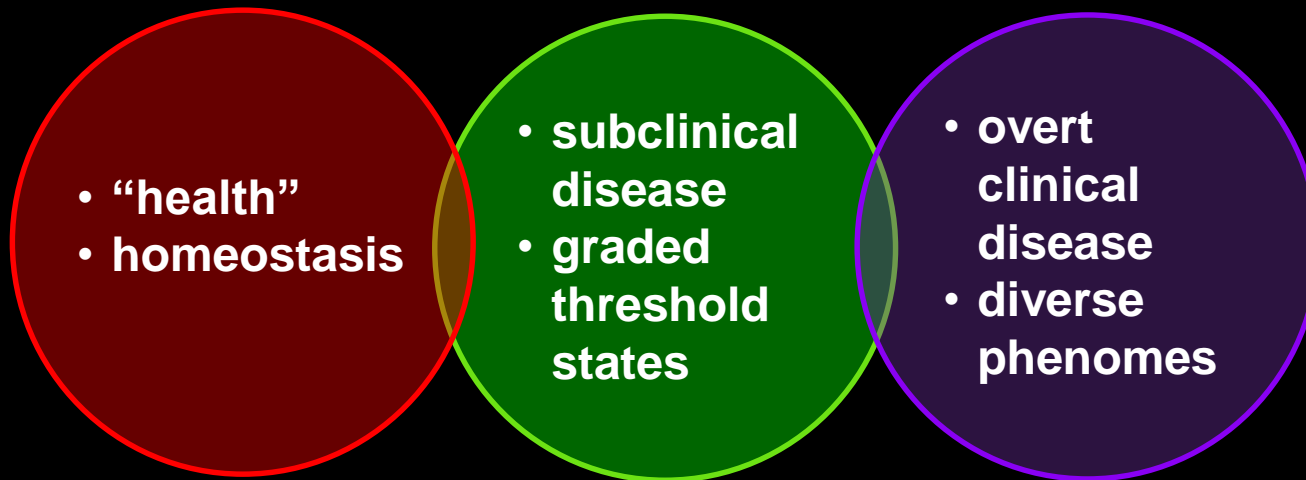 • “health”
• homeostasis
• subclinical
disease
• graded
threshold
states
• overt
clinical
disease
• diverse
phenomes